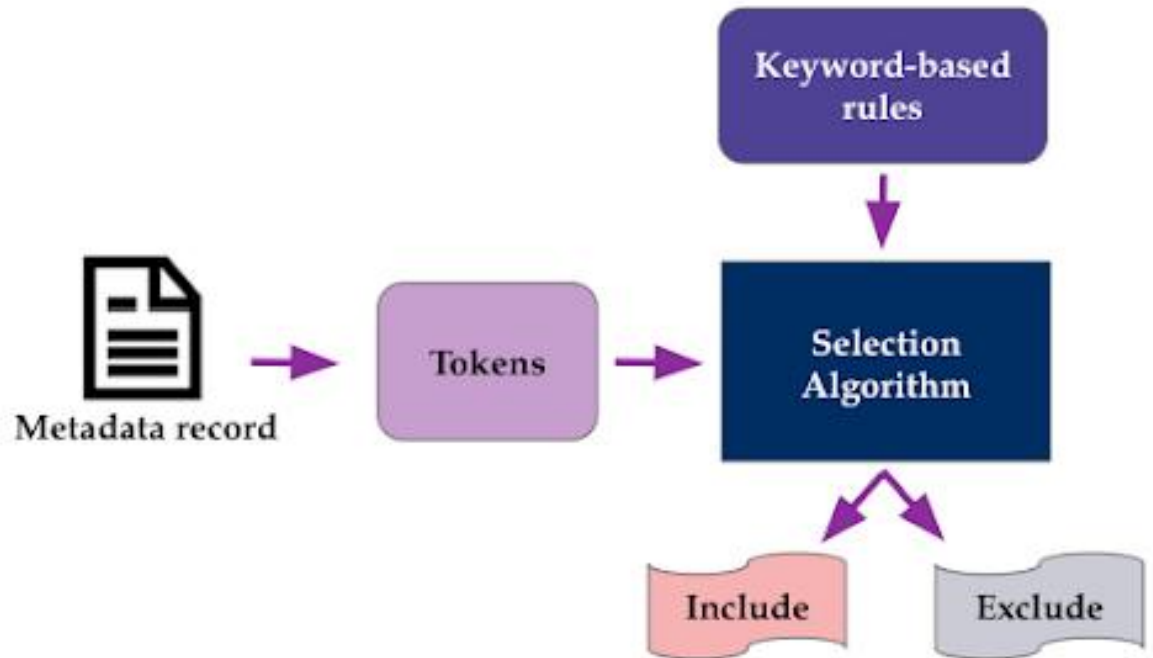 Keyword-based
rules
Metadata record
Tokens
Selection
Algorithm
Include
Exclude